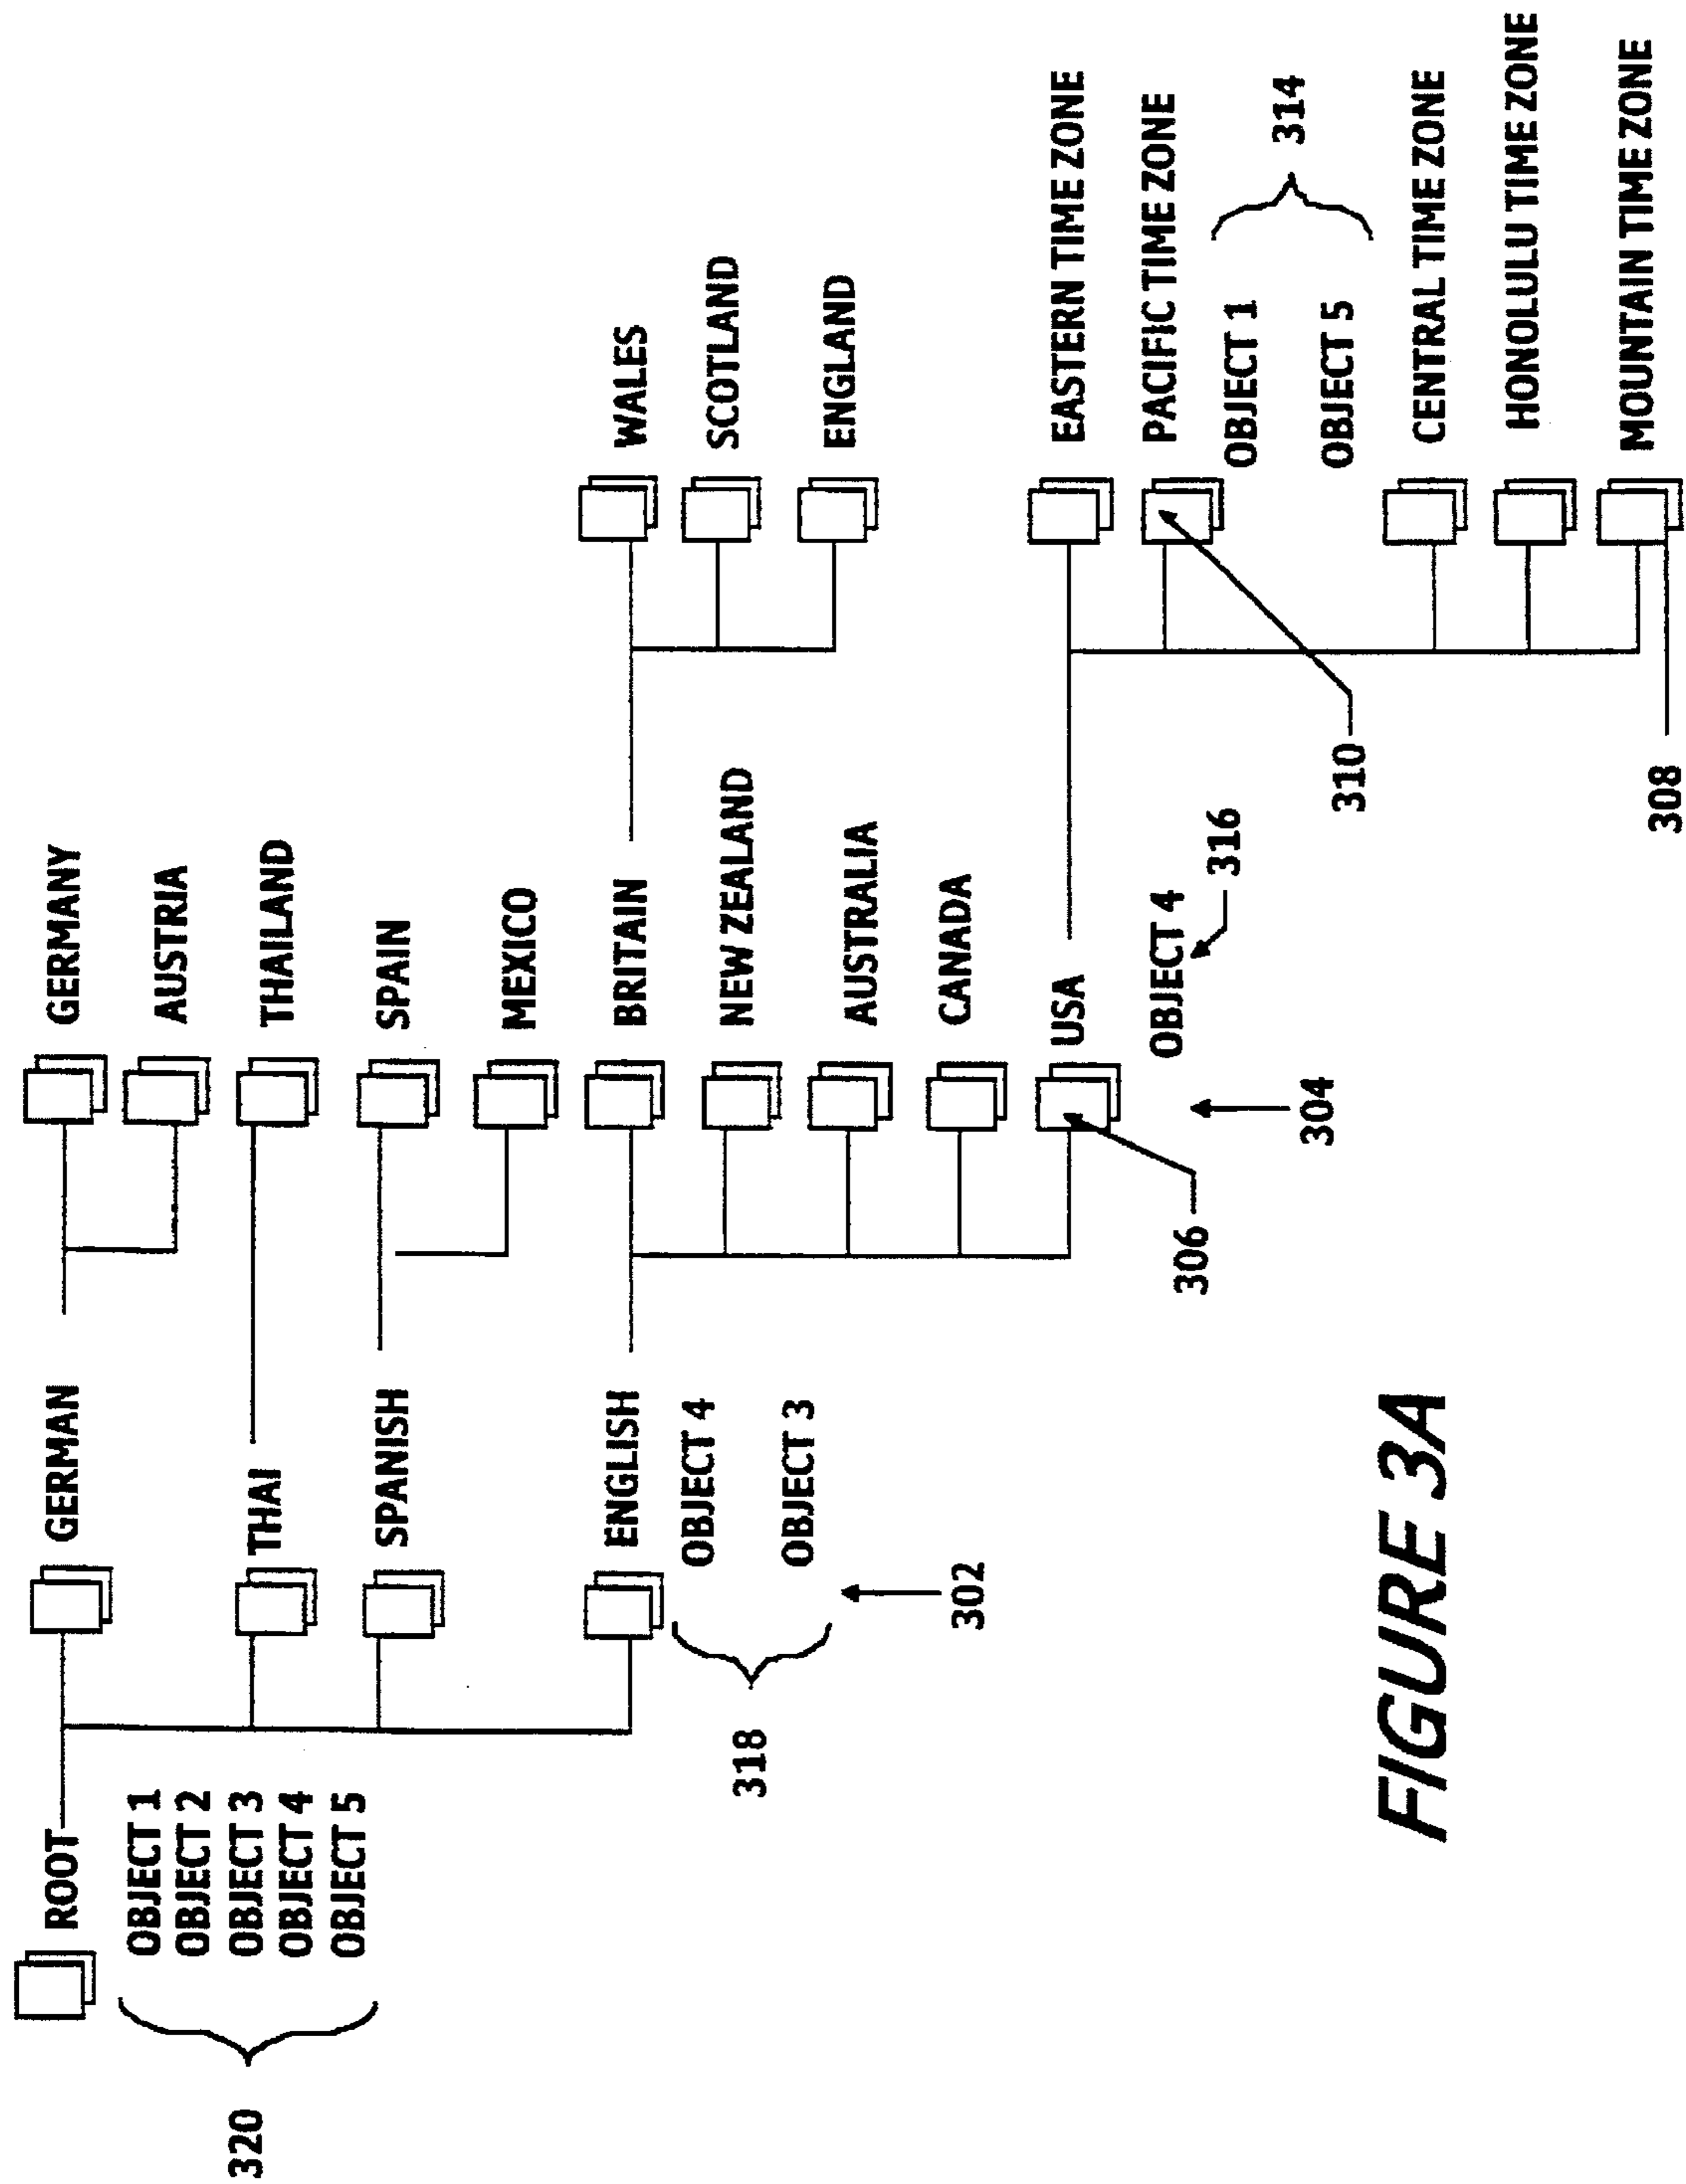 320
ROOT
OBJECT 1
OBJECT 2
OBJECT 3
OBJECT 4
OBJECT 5
GERMAN
THAI
SPANISH
ENGLISH
OBJECT 4
OBJECT 3
318
302
GERMANY
AUSTRIA
THAILAND
SPAIN
MEXICO
BRITAIN
NEW ZEALAND
AUSTRALIA
CANADA
USA
OBJECT 4
316
306
304
WALES
SCOTLAND
ENGLAND
EASTERN TIME ZONE
PACIFIC TIME ZONE
OBJECT 1
OBJECT 5
314
CENTRAL TIME ZONE
HONOLULU TIME ZONE
MOUNTAIN TIME ZONE
310
308
FIGURE 3A